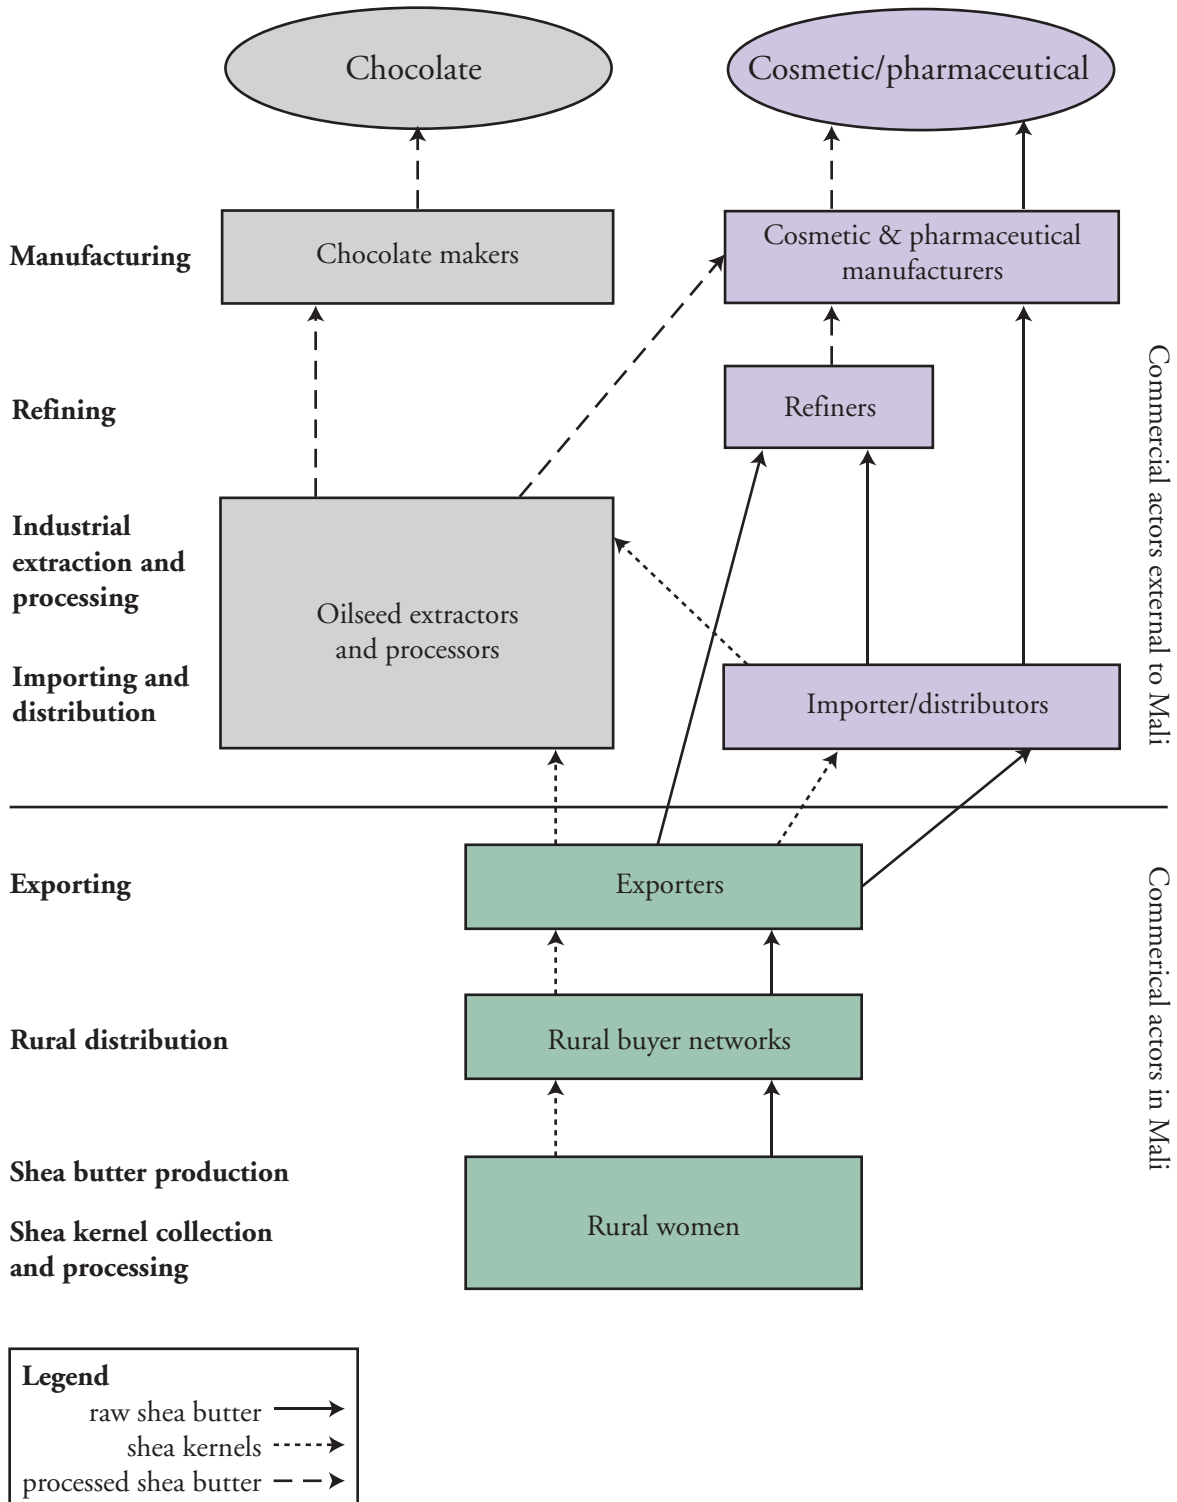 Chocolate
Cosmetic/pharmaceutical
Manufacturing
Chocolate makers
Cosmetic & pharmaceutical
manufacturers
Refining
Refiners
Industrial
extraction and
processing
Oilseed extractors
and processors
Importing and
distribution
Importer/distributors
Commercial actors external to Mali
Exporting
Exporters
Rural distribution
Rural buyer networks
Shea butter production
Shea kernel collection
and processing
Rural women
Commerical actors in Mali
Legend
raw shea butter
shea kernels
processed shea butter